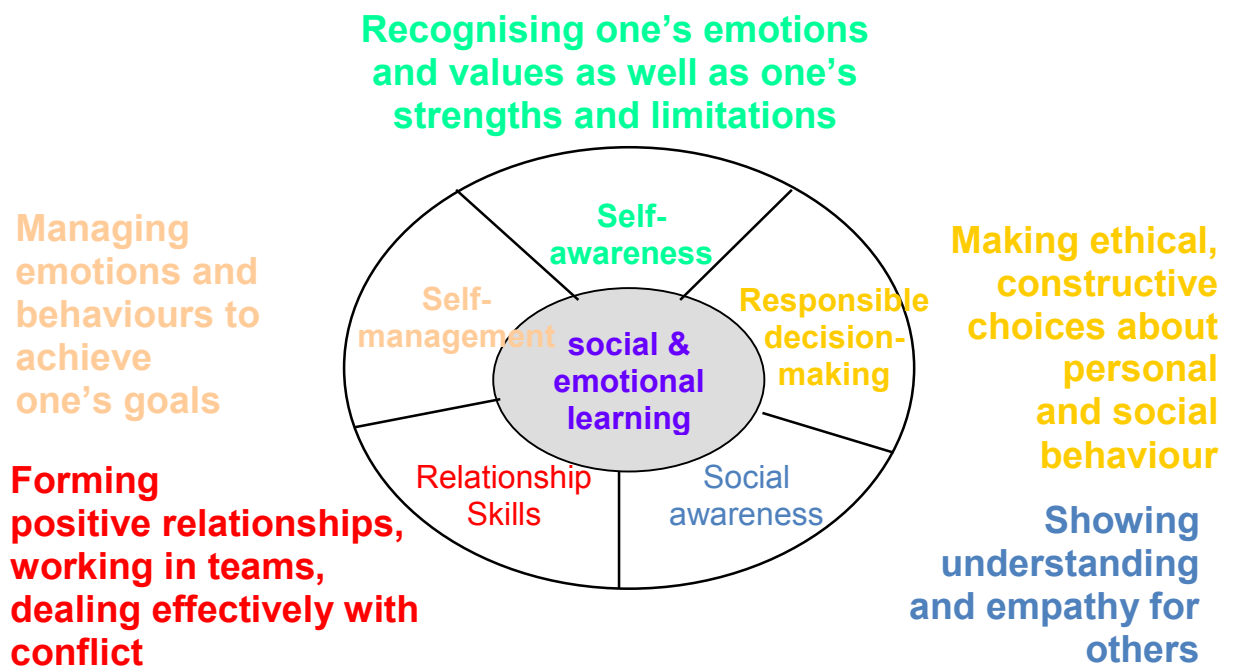 Recognising one's emotions
and values as well as one's
strengths and limitations
Self-
awareness
Managing
emotions and
behaviours to
achieve
one's goals
Self-
management
social &
emotional
learning
Responsible
decision-
making
Making ethical,
constructive
choices about
personal
and social
behaviour
Forming
positive relationships,
working in teams,
dealing effectively with
conflict
Relationship
Skills
Social
awareness
Showing
understanding
and empathy for
others